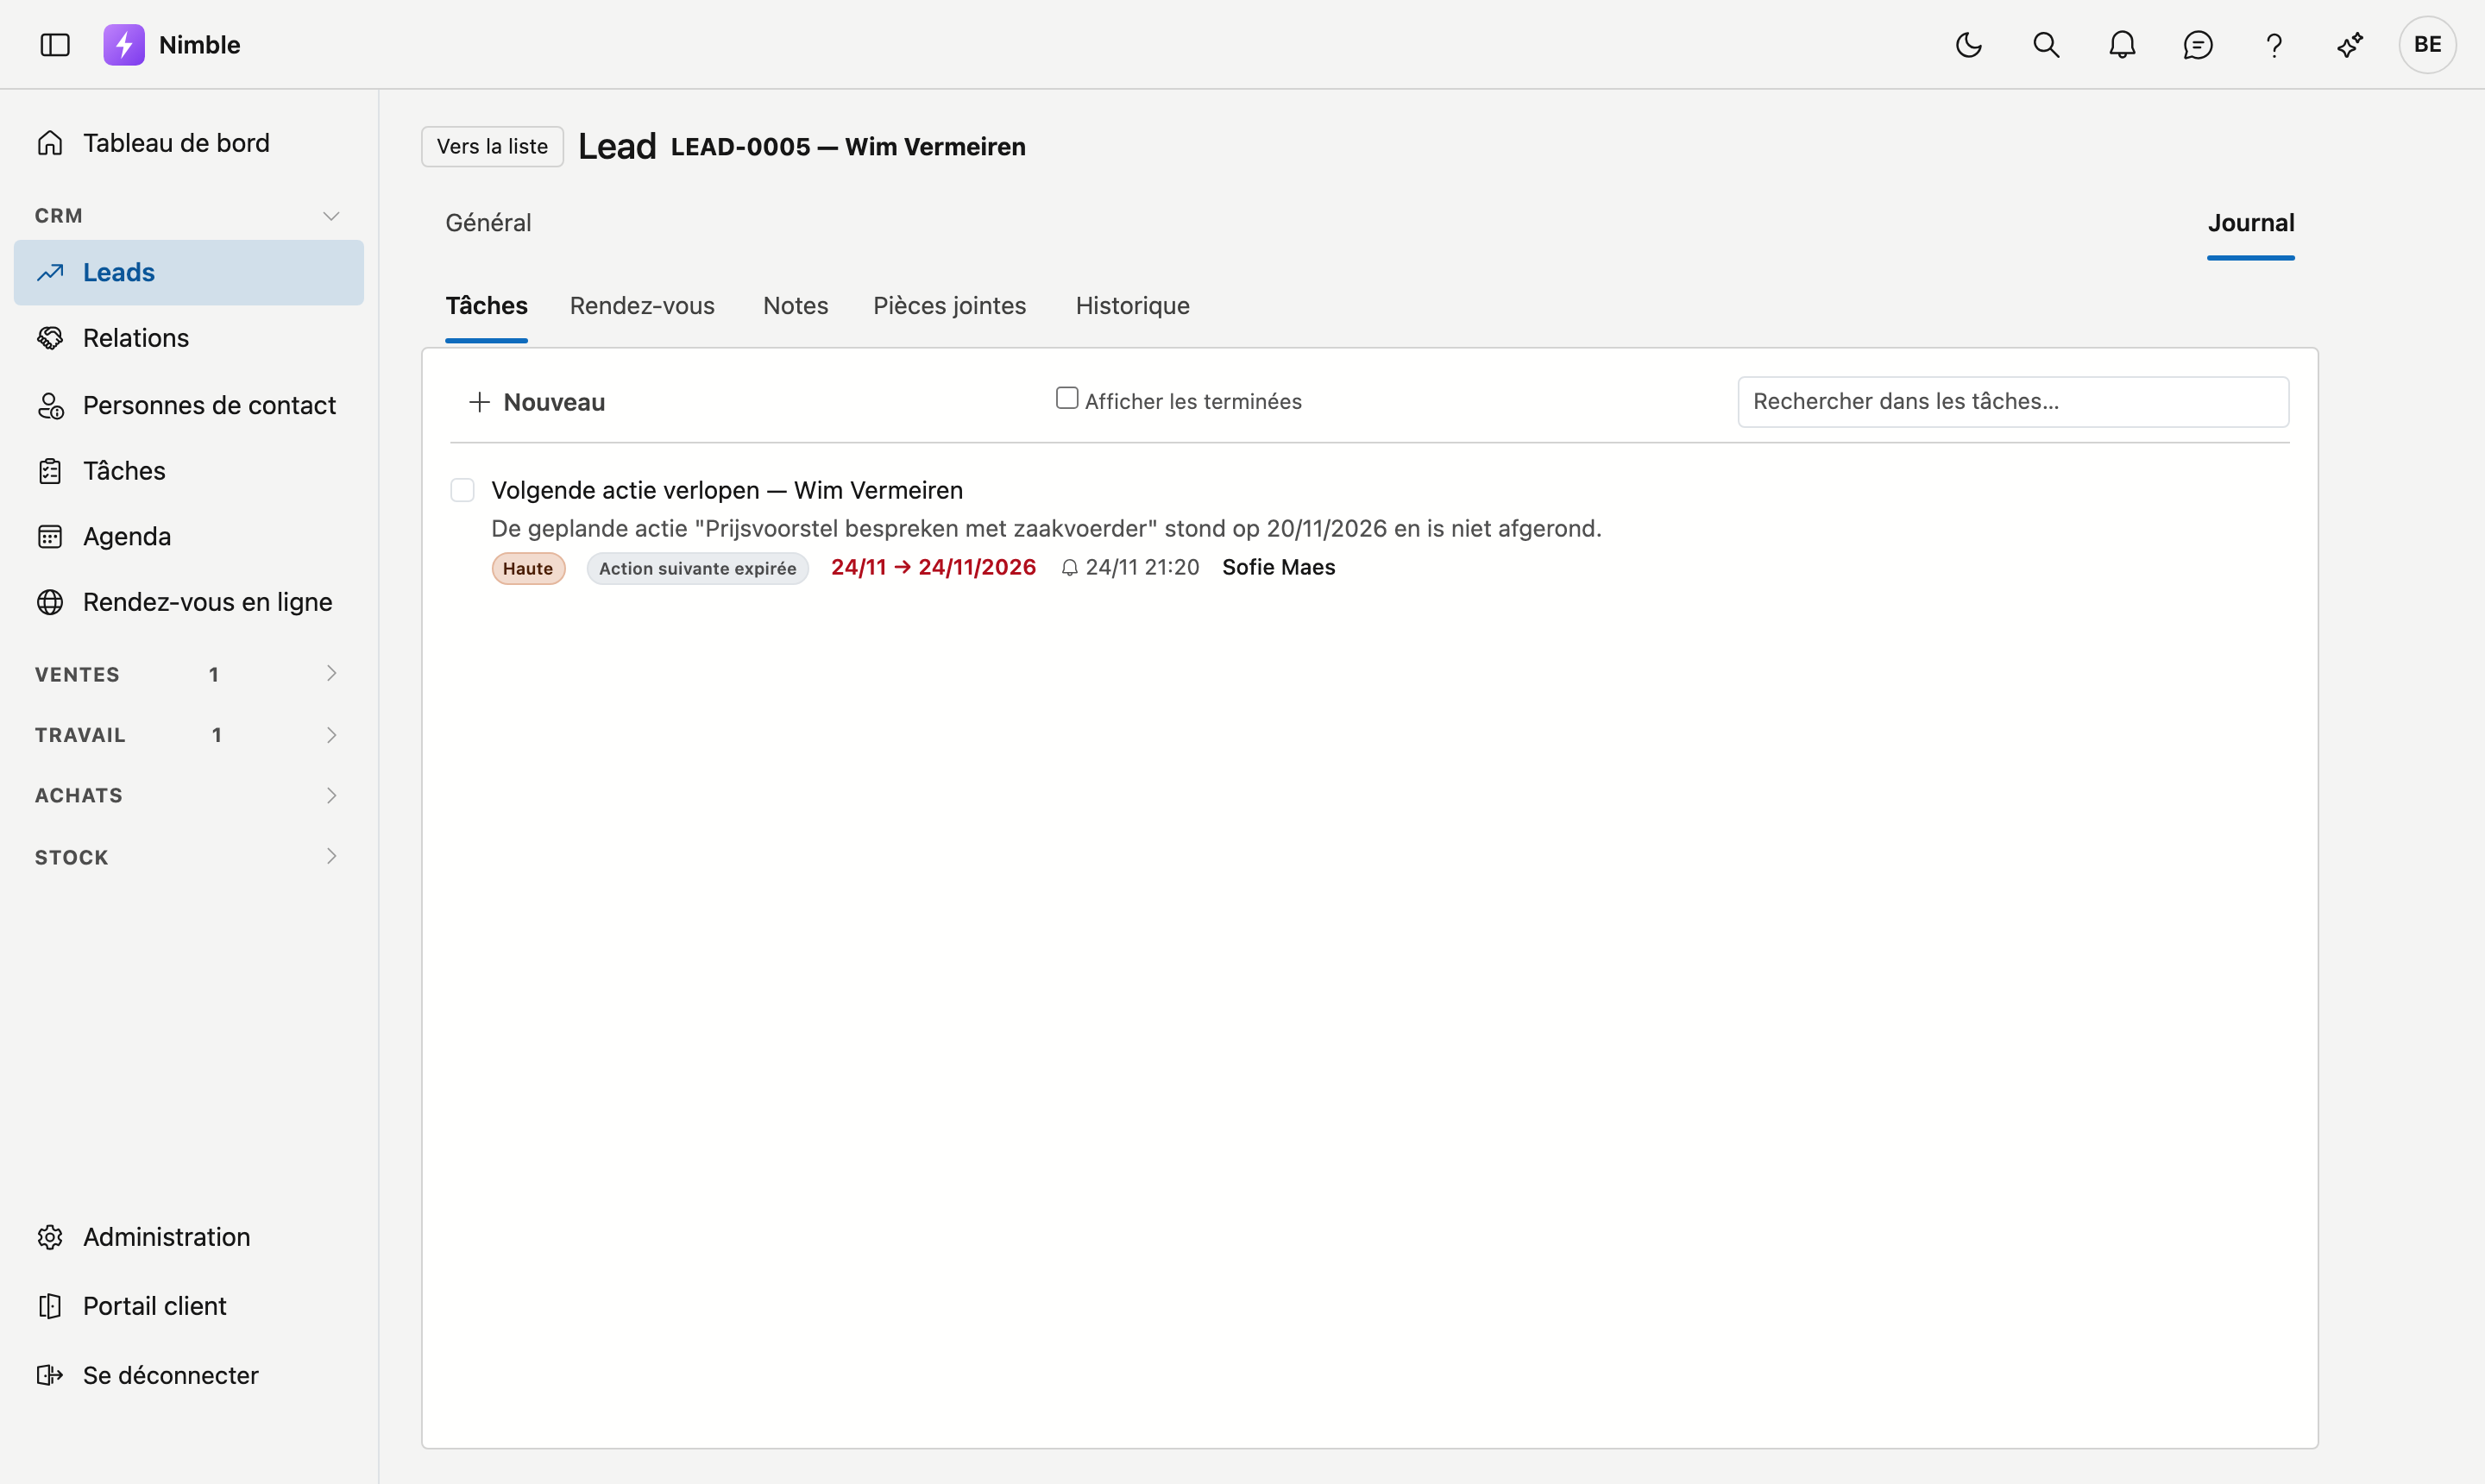 Nimble
BE
Tableau de bord
CRM
Leads
Relations
Personnes de contact
Tâches
Agenda
Rendez-vous en ligne
VENTES 1
TRAVAIL 1
ACHATS
STOCK
Administration
Portail client
Se déconnecter
Vers la liste Lead LEAD-0005 — Wim Vermeiren
Général Journal
Tâches Rendez-vous Notes Pièces jointes Historique
Nouveau Afficher les terminées Rechercher dans les tâches...
Volgende actie verlopen — Wim Vermeiren
De geplande actie "Prijsvoorstel bespreken met zaakvoerder" stond op 20/11/2026 en is niet afgerond.
Haute Action suivante expirée 24/11 → 24/11/2026 24/11 21:20 Sofie Maes